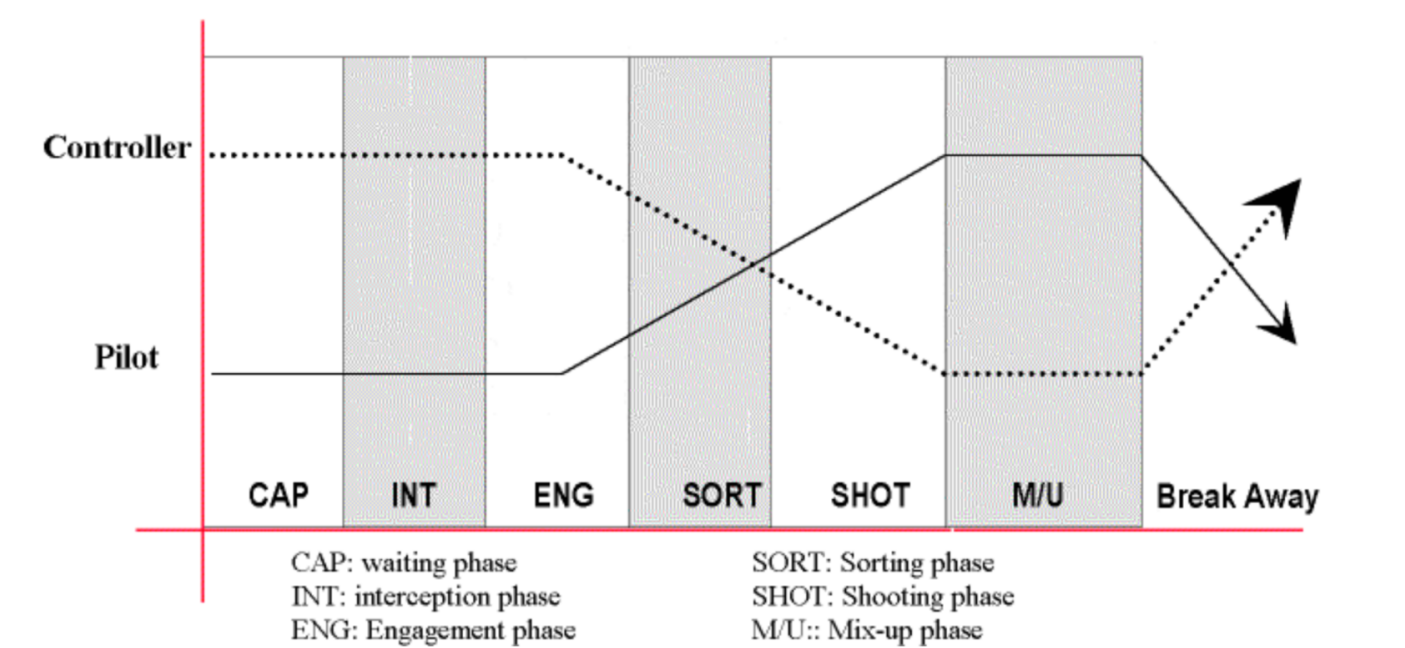 Controller
Pilot
CAP INT ENG SORT SHOT M/U Break Away
CAP: waiting phase SORT: Sorting phase
INT: interception phase SHOT: Shooting phase
ENG: Engagement phase M/U:: Mix-up phase